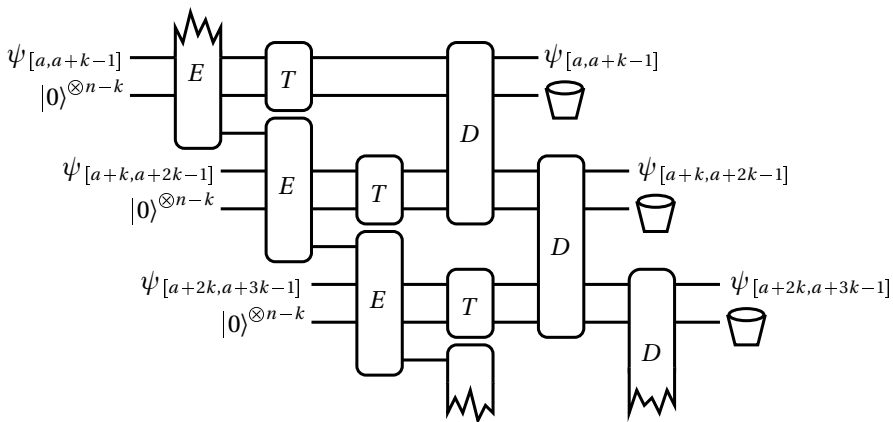 ψ[a,a+k−1] E T ψ[a,a+k−1]
|0⟩⊗n−k
D
ψ[a+k,a+2k−1] E T ψ[a+k,a+2k−1]
|0⟩⊗n−k
D
ψ[a+2k,a+3k−1] E T ψ[a+2k,a+3k−1]
|0⟩⊗n−k
D